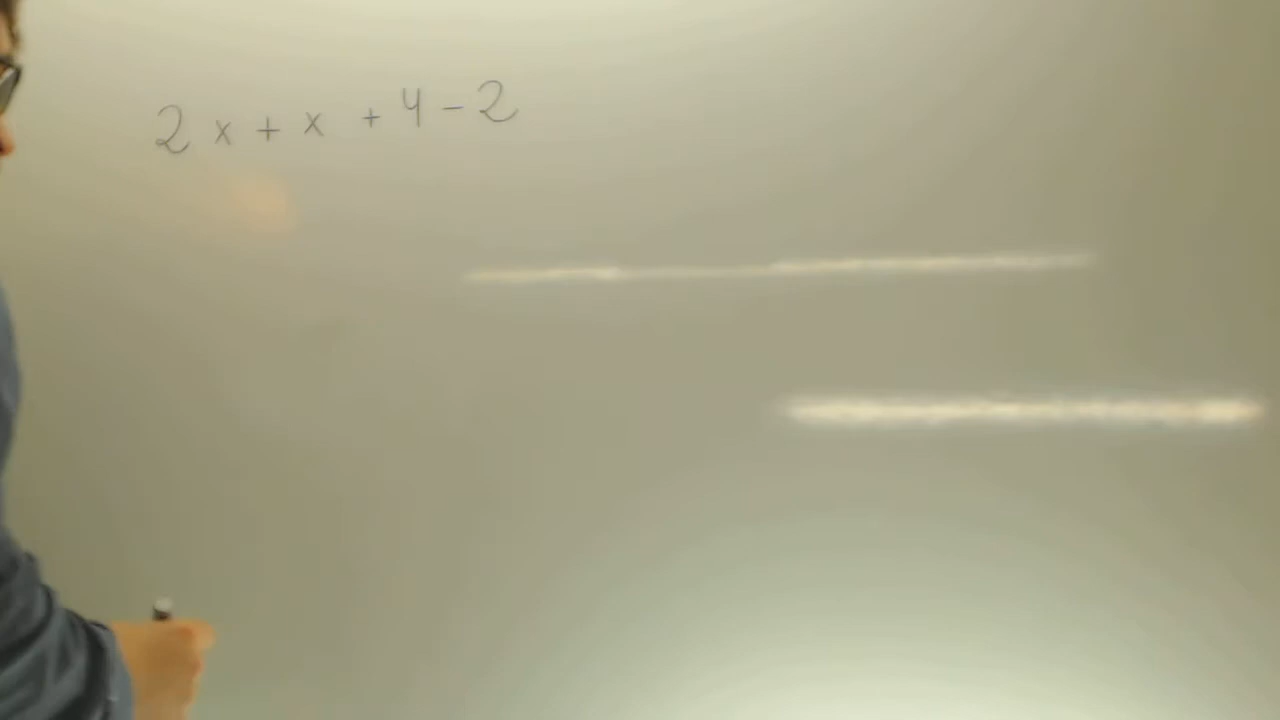 2x + x + 4 - 2